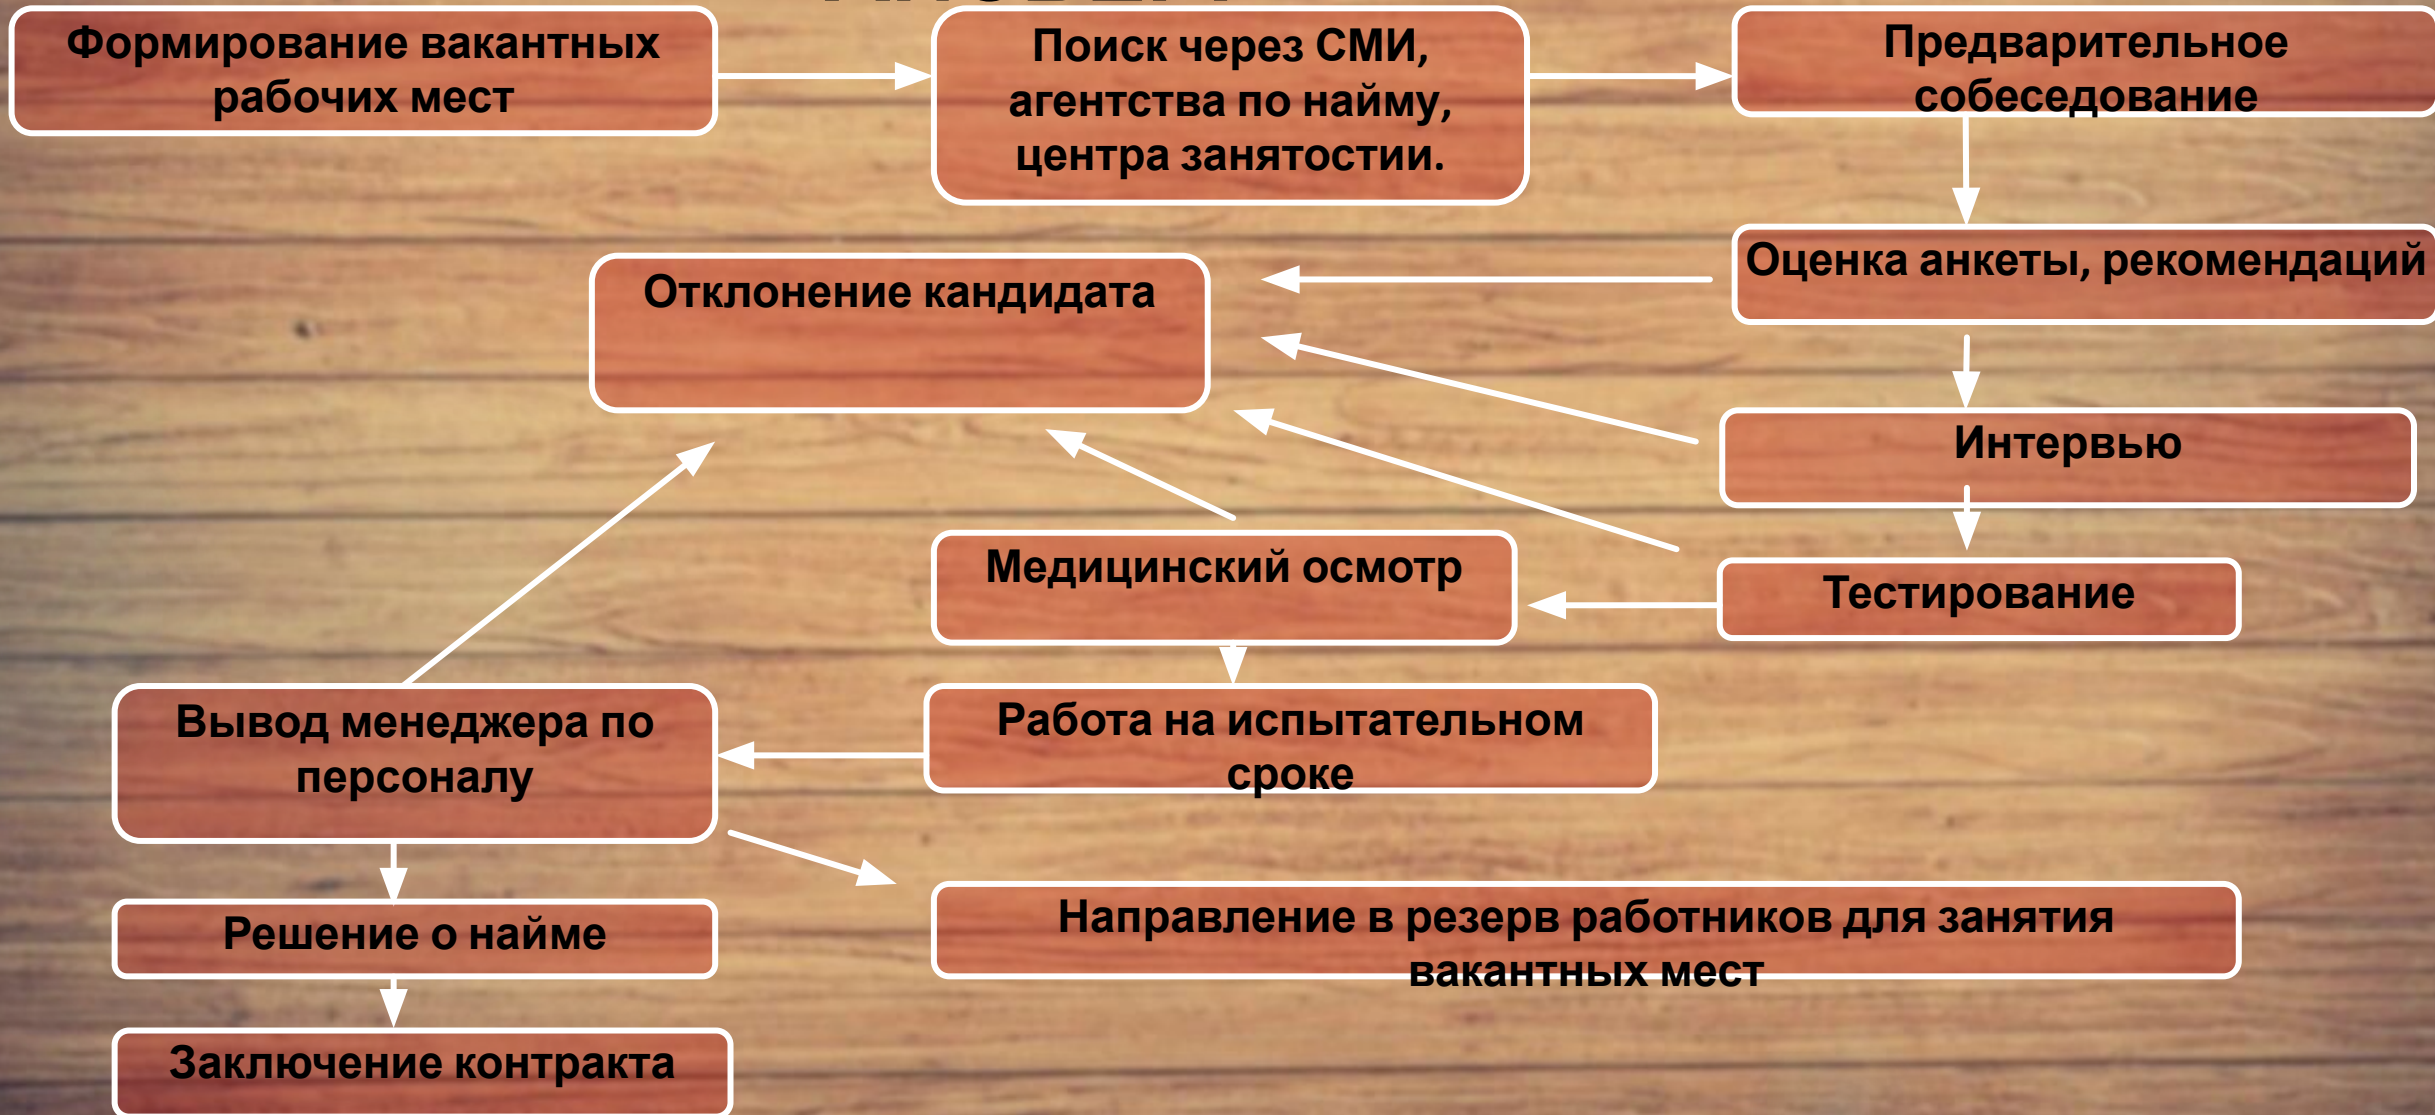 Формирование вакантных
рабочих мест
Поиск через СМИ,
агентства по найму,
центра занятостии.
Предварительное
собеседование
Оценка анкеты, рекомендаций
Отклонение кандидата
Интервью
Медицинский осмотр
Тестирование
Вывод менеджера по
персоналу
Работа на испытательном
сроке
Решение о найме
Направление в резерв работников для занятия
вакантных мест
Заключение контракта